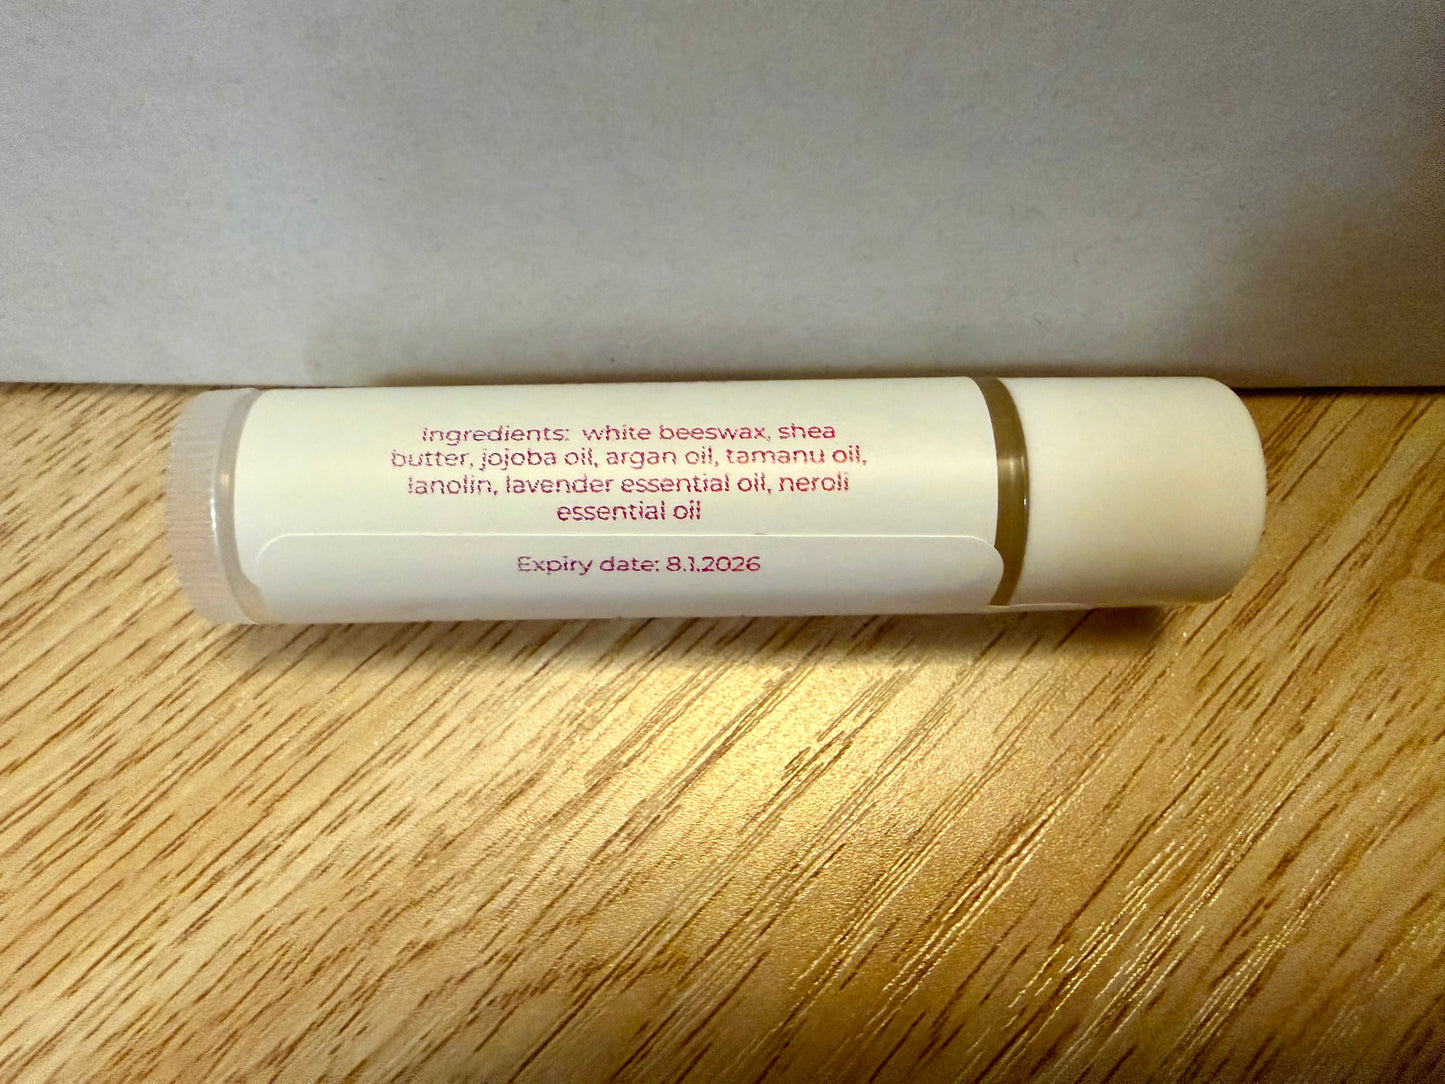 Ingredients: white beeswax, shea
butter, jojoba oil, argan oil, tamanu oil,
lanolin, lavender essential oil, neroli
essential oil
Expiry date: 8.1.2026